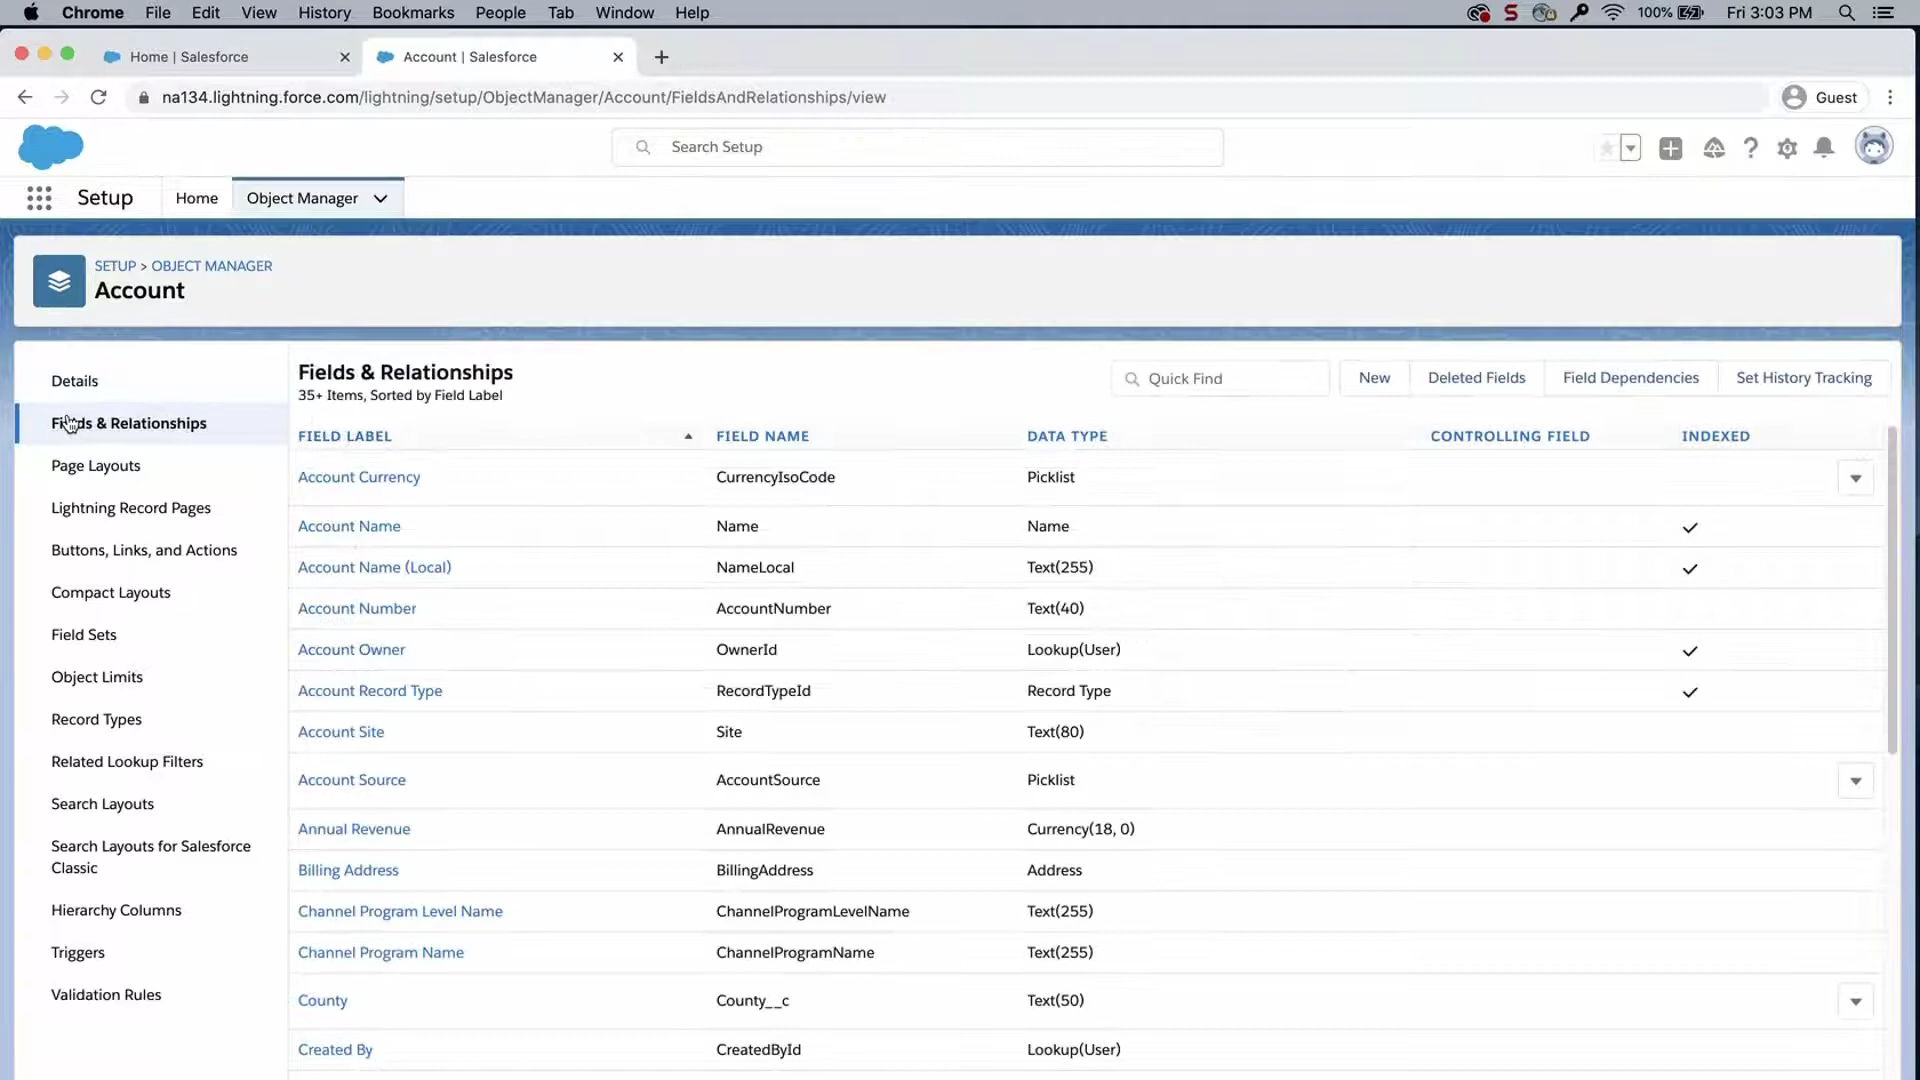 Chrome File Edit View History Bookmarks People Tab Window Help 100% Fri 3:03 PM
Home | Salesforce Account | Salesforce
na134.lightning.force.com/lightning/setup/ObjectManager/Account/FieldsAndRelationships/view Guest
Search Setup
Setup Home Object Manager
SETUP > OBJECT MANAGER
Account
Details
Fields & Relationships
Page Layouts
Lightning Record Pages
Buttons, Links, and Actions
Compact Layouts
Field Sets
Object Limits
Record Types
Related Lookup Filters
Search Layouts
Search Layouts for Salesforce
Classic
Hierarchy Columns
Triggers
Validation Rules
Fields & Relationships
35+ Items, Sorted by Field Label
Quick Find New Deleted Fields Field Dependencies Set History Tracking
FIELD LABEL FIELD NAME DATA TYPE CONTROLLING FIELD INDEXED
Account Currency CurrencyIsoCode Picklist
Account Name Name Name
Account Name (Local) NameLocal Text(255)
Account Number AccountNumber Text(40)
Account Owner OwnerId Lookup(User)
Account Record Type RecordTypeId Record Type
Account Site Site Text(80)
Account Source AccountSource Picklist
Annual Revenue AnnualRevenue Currency(18, 0)
Billing Address BillingAddress Address
Channel Program Level Name ChannelProgramLevelName Text(255)
Channel Program Name ChannelProgramName Text(255)
County County__c Text(50)
Created By CreatedById Lookup(User)